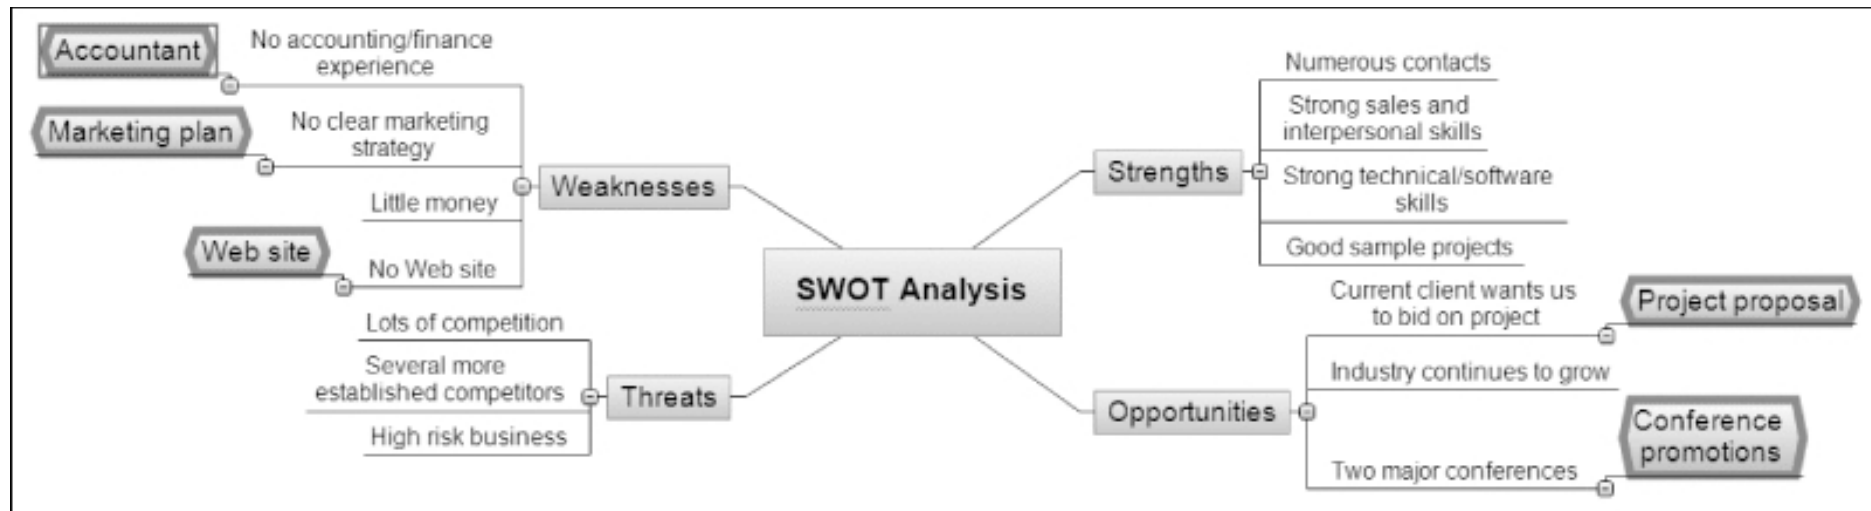 SWOT Analysis
Strengths
Numerous contacts
Strong sales and
interpersonal skills
Strong technical/software
skills
Good sample projects
Weaknesses
No accounting/finance
experience
Accountant
No clear marketing
strategy
Marketing plan
Little money
No Web site
Web site
Opportunities
Current client wants us
to bid on project
Project proposal
Industry continues to grow
Two major conferences
Conference
promotions
Threats
Lots of competition
Several more
established competitors
High risk business